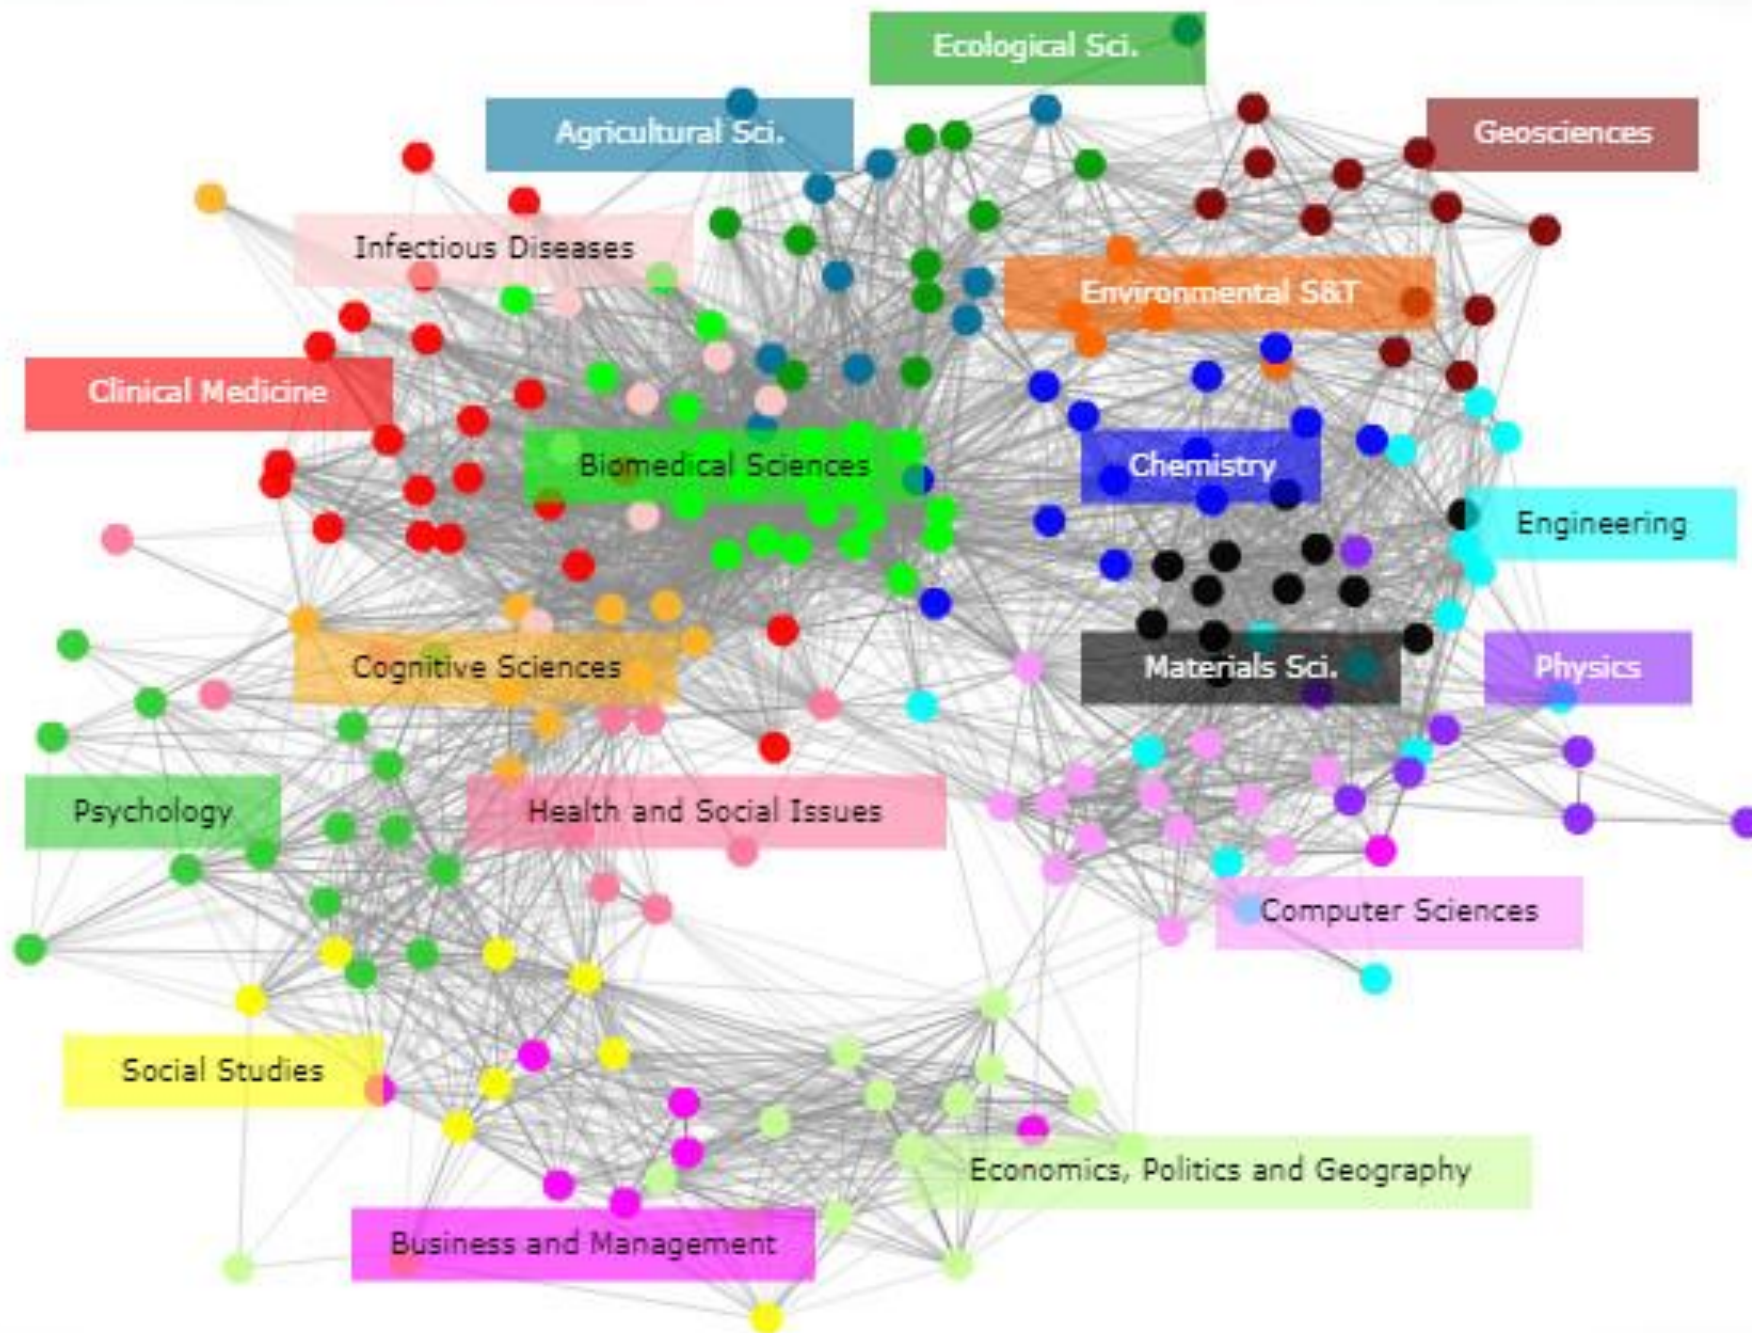 Ecological Sci.
Agricultural Sci.
Geosciences
Infectious Diseases
Environmental S&T
Clinical Medicine
Biomedical Sciences
Chemistry
Engineering
Cognitive Sciences
Materials Sci.
Physics
Psychology
Health and Social Issues
Computer Sciences
Social Studies
Economics, Politics and Geography
Business and Management